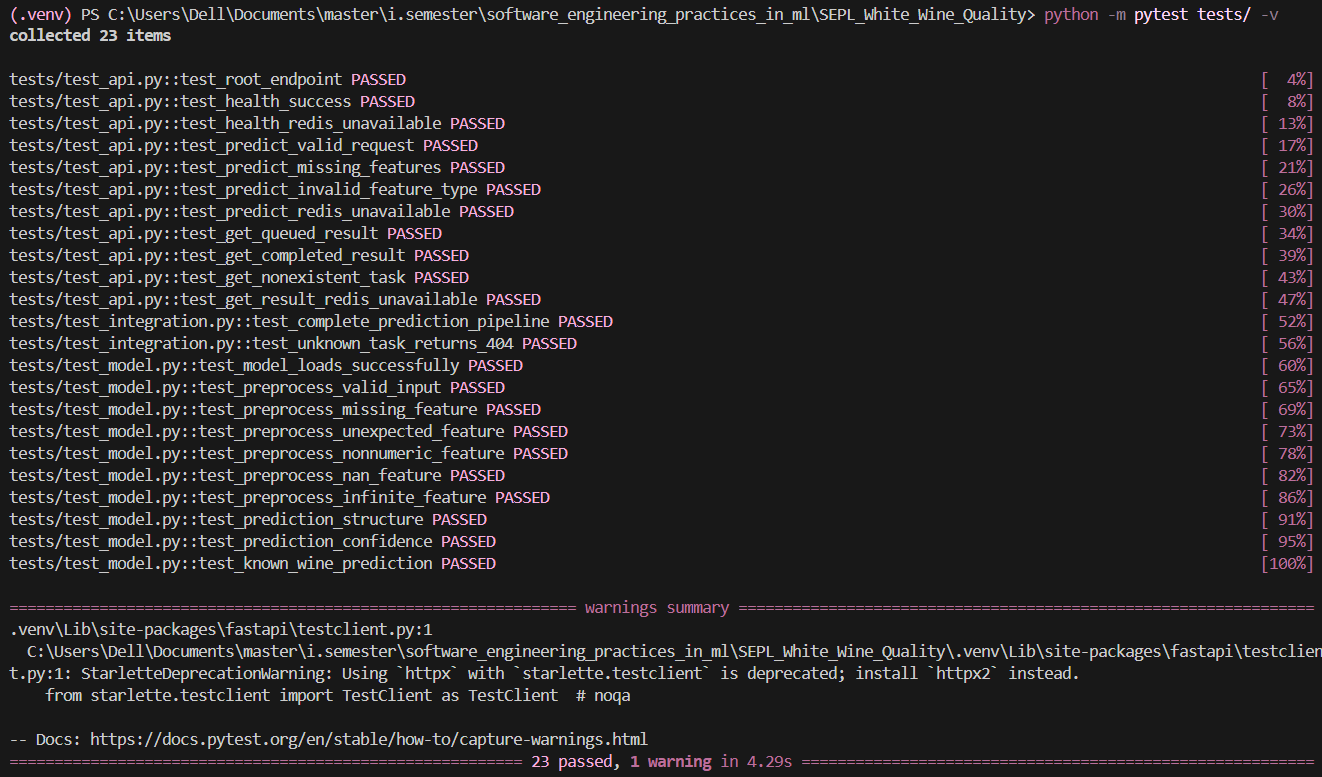 (.venv) PS C:\Users\Dell\Documents\master\i.semester\software_engineering_practices_in_ml\SEPL_White_Wine_Quality> python -m pytest tests/ -v
collected 23 items
tests/test_api.py::test_root_endpoint PASSED [  4%]
tests/test_api.py::test_health_success PASSED [  8%]
tests/test_api.py::test_health_redis_unavailable PASSED [ 13%]
tests/test_api.py::test_predict_valid_request PASSED [ 17%]
tests/test_api.py::test_predict_missing_features PASSED [ 21%]
tests/test_api.py::test_predict_invalid_feature_type PASSED [ 26%]
tests/test_api.py::test_predict_redis_unavailable PASSED [ 30%]
tests/test_api.py::test_get_queued_result PASSED [ 34%]
tests/test_api.py::test_get_completed_result PASSED [ 39%]
tests/test_api.py::test_get_nonexistent_task PASSED [ 43%]
tests/test_api.py::test_get_result_redis_unavailable PASSED [ 47%]
tests/test_integration.py::test_complete_prediction_pipeline PASSED [ 52%]
tests/test_integration.py::test_unknown_task_returns_404 PASSED [ 56%]
tests/test_model.py::test_model_loads_successfully PASSED [ 60%]
tests/test_model.py::test_preprocess_valid_input PASSED [ 65%]
tests/test_model.py::test_preprocess_missing_feature PASSED [ 69%]
tests/test_model.py::test_preprocess_unexpected_feature PASSED [ 73%]
tests/test_model.py::test_preprocess_nonnumeric_feature PASSED [ 78%]
tests/test_model.py::test_preprocess_nan_feature PASSED [ 82%]
tests/test_model.py::test_preprocess_infinite_feature PASSED [ 86%]
tests/test_model.py::test_prediction_structure PASSED [ 91%]
tests/test_model.py::test_prediction_confidence PASSED [ 95%]
tests/test_model.py::test_known_wine_prediction PASSED [100%]
=============================================================== warnings summary ================================================================
.venv\Lib\site-packages\fastapi\testclient.py:1
  C:\Users\Dell\Documents\master\i.semester\software_engineering_practices_in_ml\SEPL_White_Wine_Quality\.venv\Lib\site-packages\fastapi\testclien
t.py:1: StarletteDeprecationWarning: Using `httpx` with `starlette.testclient` is deprecated; install `httpx2` instead.
    from starlette.testclient import TestClient as TestClient  # noqa
-- Docs: https://docs.pytest.org/en/stable/how-to/capture-warnings.html
========================================================= 23 passed, 1 warning in 4.29s =========================================================